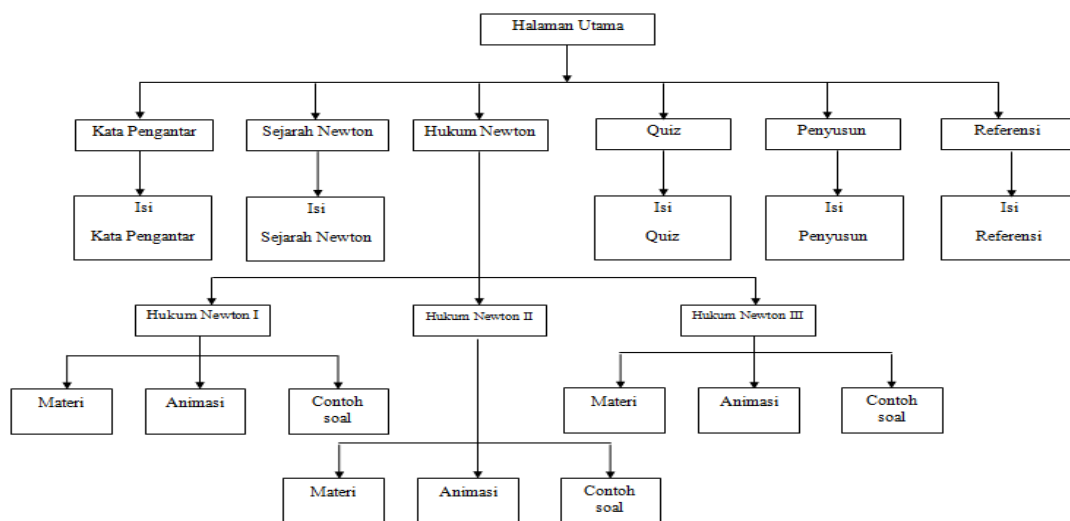 Halaman Utama
Kata Pengantar
Sejarah Newton
Hukum Newton
Quiz
Penyusun
Referensi
Isi
Kata Pengantar
Isi
Sejarah Newton
Isi
Quiz
Isi
Penyusun
Isi
Referensi
Hukum Newton I
Hukum Newton II
Hukum Newton III
Materi
Animasi
Contoh
soal
Materi
Animasi
Contoh
soal
Materi
Animasi
Contoh
soal